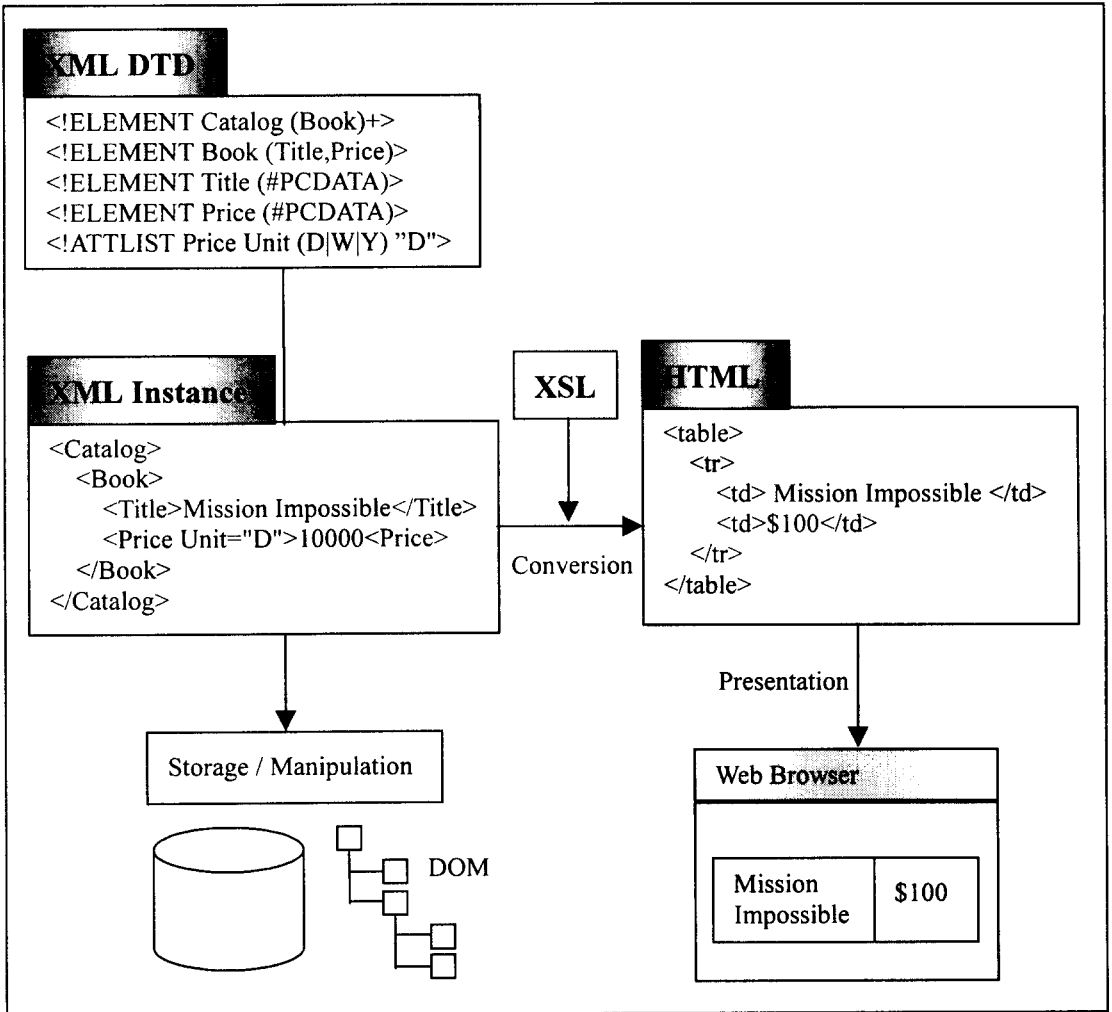 XML DTD
<!ELEMENT Catalog (Book)+>
<!ELEMENT Book (Title,Price)>
<!ELEMENT Title (#PCDATA)>
<!ELEMENT Price (#PCDATA)>
<!ATTLIST Price Unit (D|W|Y) ”D">
XML Instance
<Catalog>
<Book>
<Title>Mission Impossible</Title>
<Price Unit="D">10000<Price>
</Book>
</Catalog>
XSL
Conversion
HTML
<table>
<tr>
<td> Mission Impossible </td>
<td>$100</td>
</tr>
</table>
Presentation
Storage / Manipulation
DOM
Web Browser
Mission
Impossible
$100